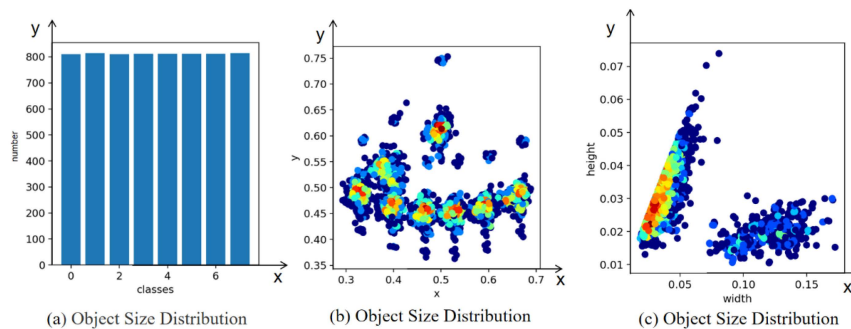 y
800
700
600
500
400
300
200
100
0
number
0 2 4 6
classes
x
(a) Object Size Distribution
y
0.75
0.70
0.65
0.60
0.55
0.50
0.45
0.40
0.35
y
0.3 0.4 0.5 0.6 0.7
x
x
(b) Object Size Distribution
y
0.07
0.06
0.05
0.04
0.03
0.02
0.01
height
0.05 0.10 0.15
width
x
(c) Object Size Distribution